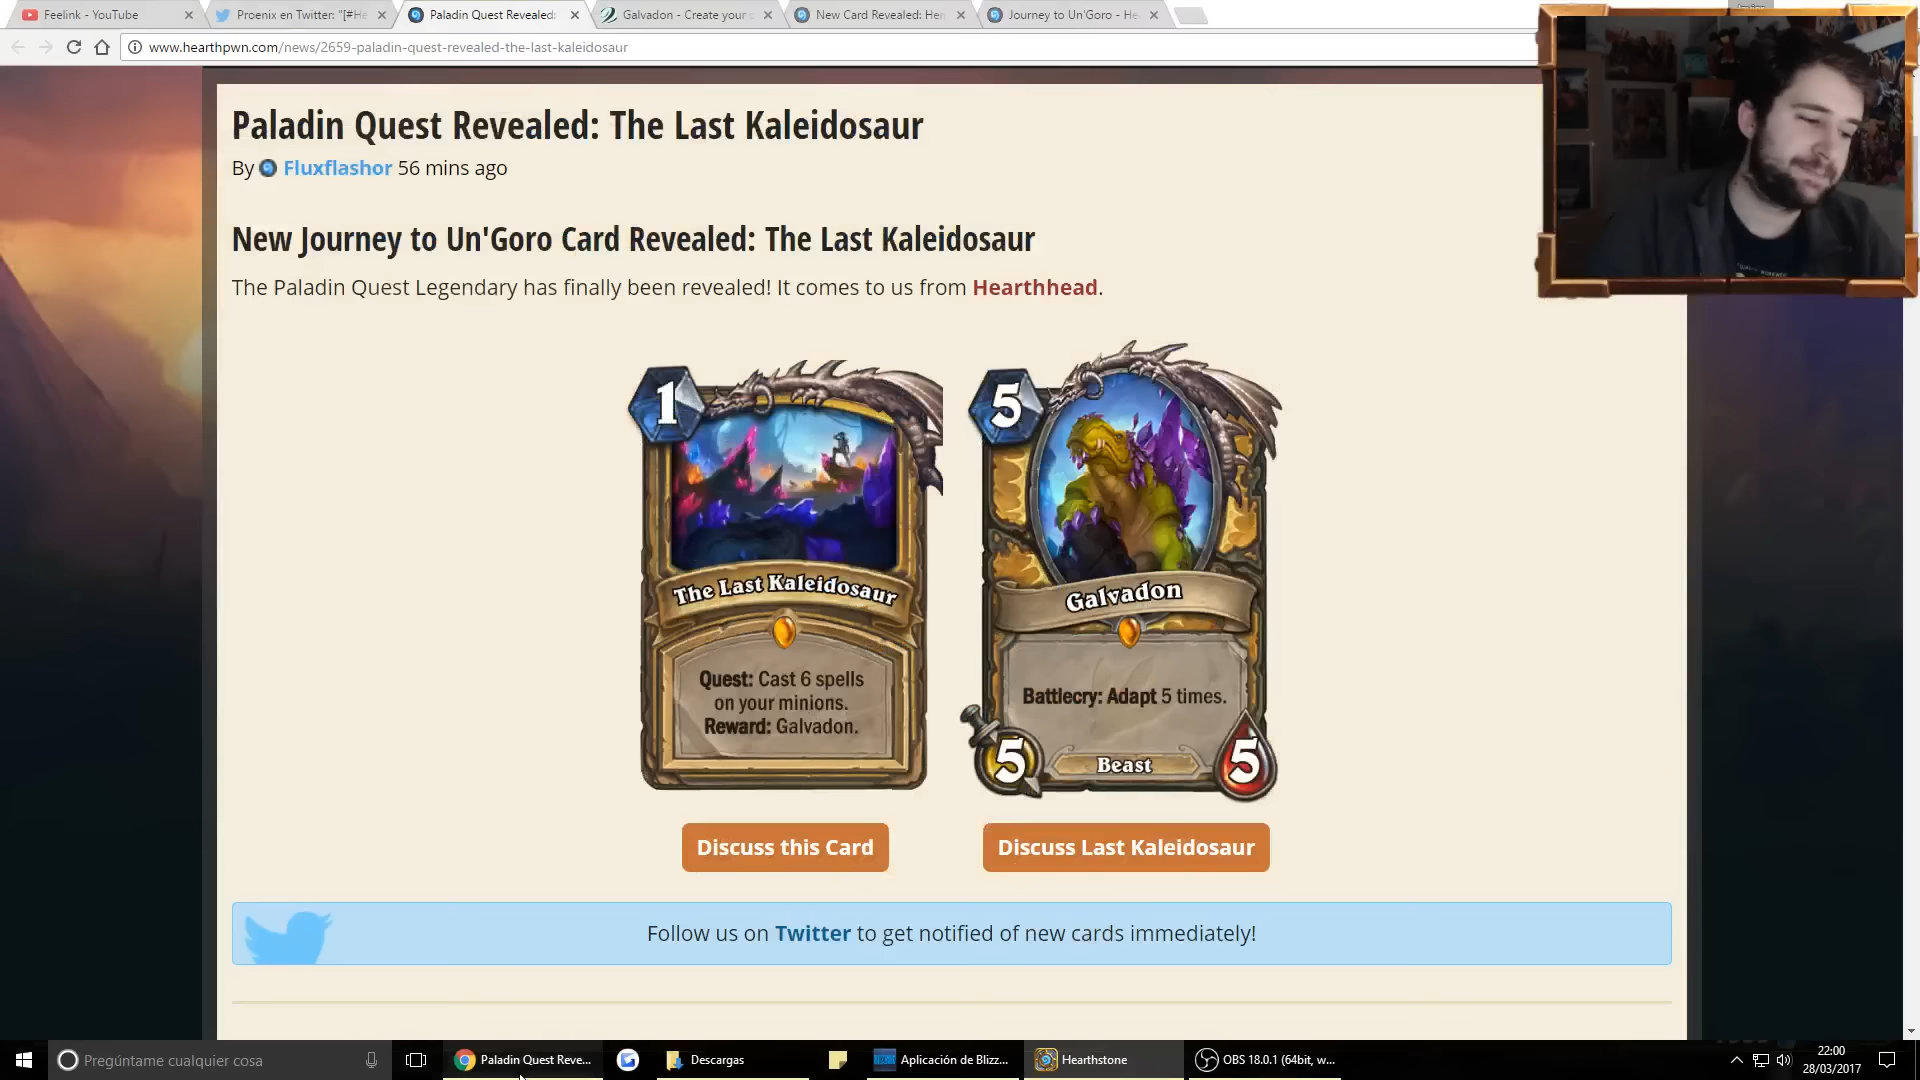 Feelink - YouTube
Proenix en Twitter: "[#He
Paladin Quest Revealed:
Galvadon - Create your c
New Card Revealed: Hem
Journey to Un'Goro - He
www.hearthpwn.com/news/2659-paladin-quest-revealed-the-last-kaleidosaur
Paladin Quest Revealed: The Last Kaleidosaur
By Fluxflashor 56 mins ago
New Journey to Un'Goro Card Revealed: The Last Kaleidosaur
The Paladin Quest Legendary has finally been revealed! It comes to us from Hearthhead.
1
The Last Kaleidosaur
Quest: Cast 6 spells
on your minions.
Reward: Galvadon.
5
Galvadon
Battlecry: Adapt 5 times.
5
Beast
5
Discuss this Card
Discuss Last Kaleidosaur
Follow us on Twitter to get notified of new cards immediately!
Pregúntame cualquier cosa
Paladin Quest Reve...
Descargas
Aplicación de Blizz...
Hearthstone
OBS 18.0.1 (64bit, w...
22:00
28/03/2017